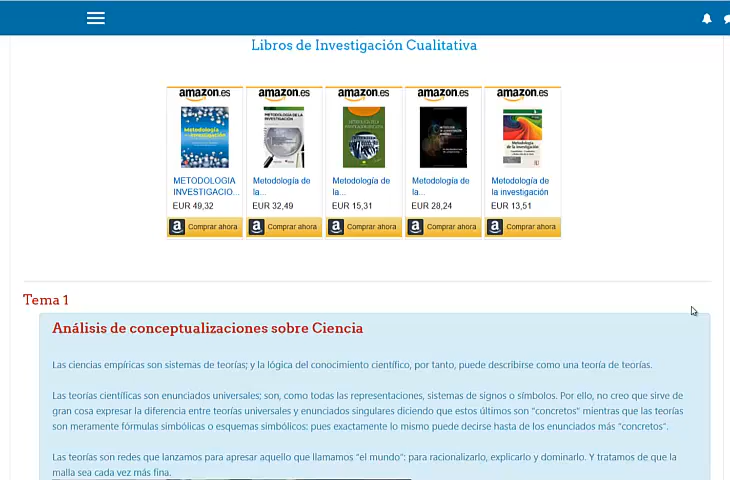 Libros de Investigación Cualitativa
amazon.es amazon.es amazon.es amazon.es amazon.es
METODOLOGIA Metodología de Metodología de Metodología de Metodología de
INVESTIGACIO... la... la... la... la investigación
EUR 49,32 EUR 32,49 EUR 15,31 EUR 28,24 EUR 13,51
Comprar ahora Comprar ahora Comprar ahora Comprar ahora Comprar ahora
Tema 1
Análisis de conceptualizaciones sobre Ciencia
Las ciencias empíricas son sistemas de teorías; y la lógica del conocimiento científico, por tanto, puede describirse como una teoría de teorías.
Las teorías científicas son enunciados universales; son, como todas las representaciones, sistemas de signos o símbolos. Por ello, no creo que sirve de
gran cosa expresar la diferencia entre teorías universales y enunciados singulares diciendo que estos últimos son "concretos" mientras que las teorías
son meramente fórmulas simbólicas o esquemas simbólicos: pues exactamente lo mismo puede decirse hasta de los enunciados más "concretos".
Las teorías son redes que lanzamos para apresar aquello que llamamos "el mundo": para racionalizarlo, explicarlo y dominarlo. Y tratamos de que la
malla sea cada vez más fina.